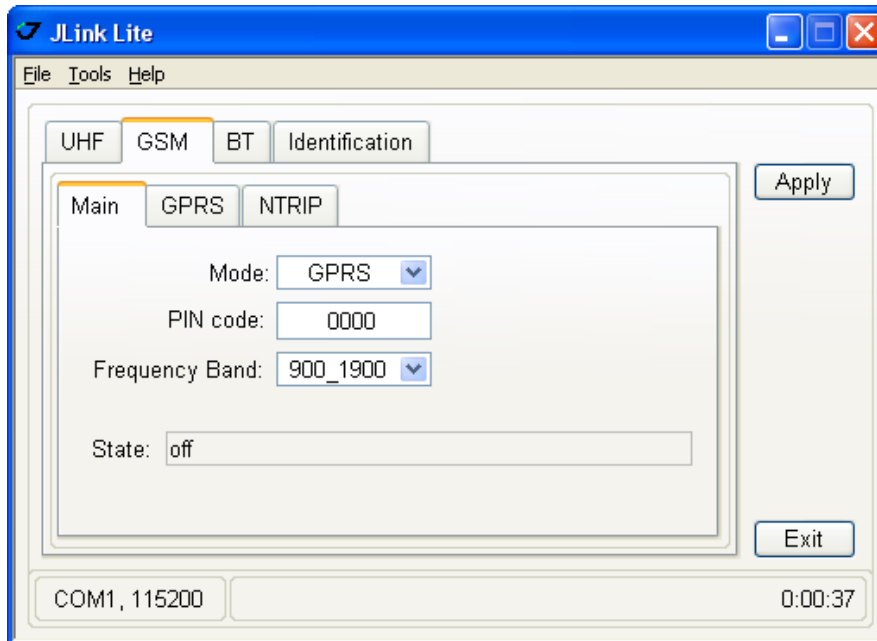 JLink Lite
File Tools Help
UHF GSM BT Identification
Apply
Main GPRS NTRIP
Mode: GPRS
PIN code: 0000
Frequency Band: 900_1900
State: off
Exit
COM1, 115200 0:00:37